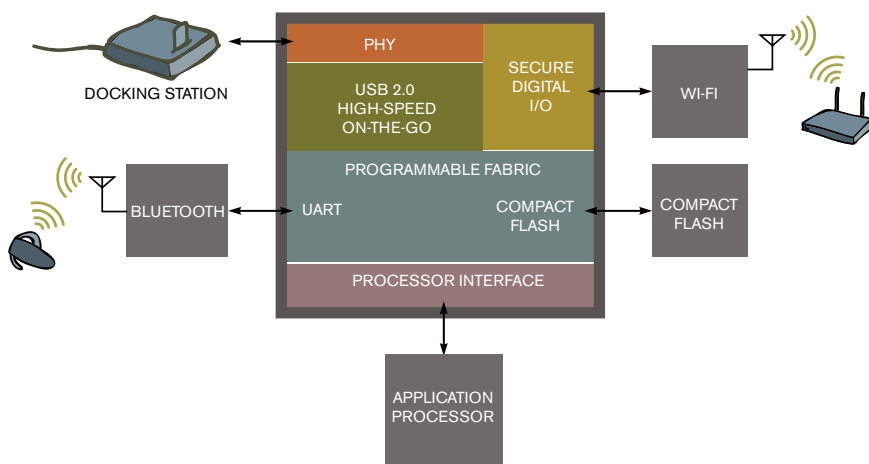 PHY
DOCKING STATION
USB 2.0
HIGH-SPEED
ON-THE-GO
SECURE
DIGITAL
I/O
WI-FI
PROGRAMMABLE FABRIC
BLUETOOTH
UART
COMPACT
FLASH
COMPACT
FLASH
PROCESSOR INTERFACE
APPLICATION
PROCESSOR